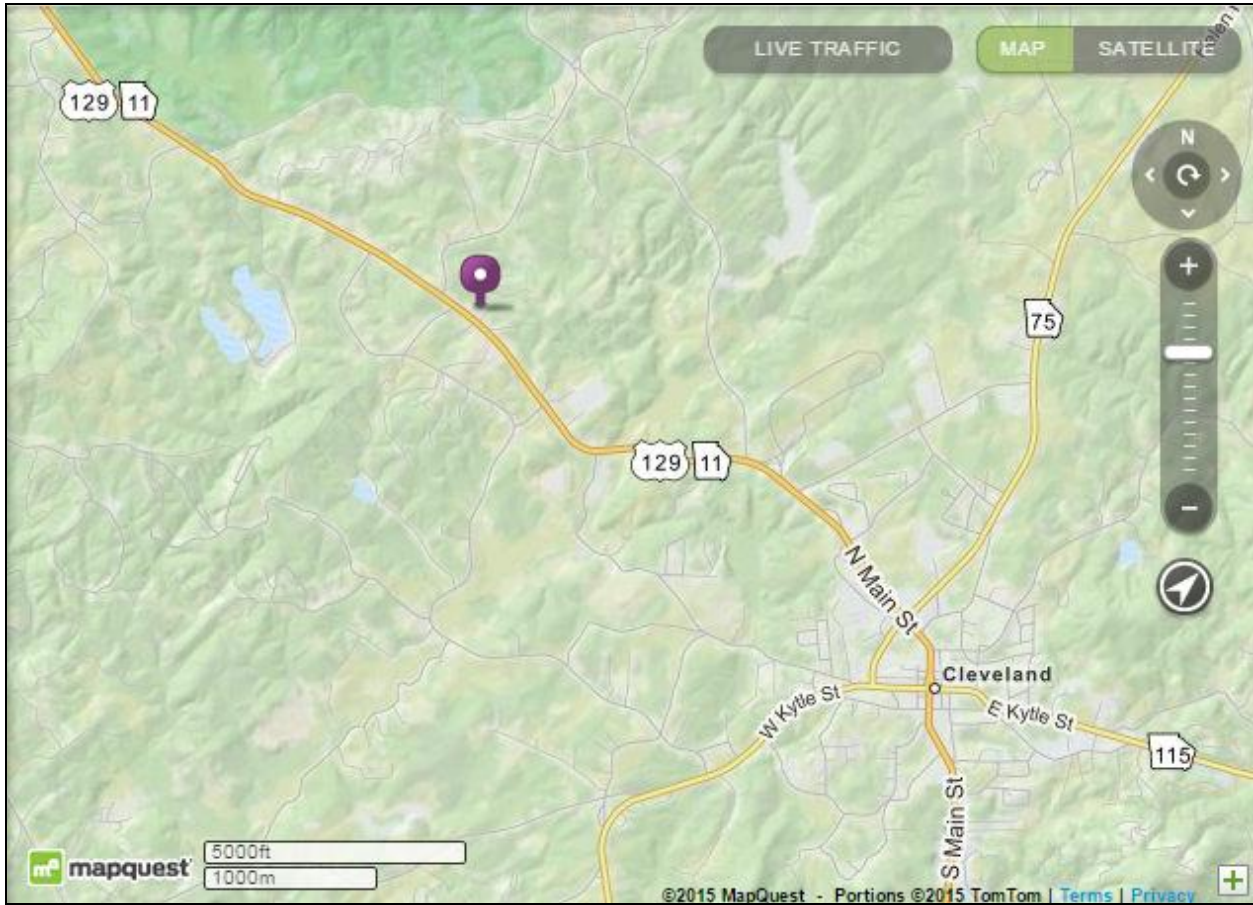 LIVE TRAFFIC
MAP
SATELLITE
129
11
N
75
129
11
N Main St
Cleveland
W Kytle St
E Kytle St
115
S Main St
5000ft
1000m
mapquest
©2015 MapQuest - Portions ©2015 TomTom | Terms | Privacy